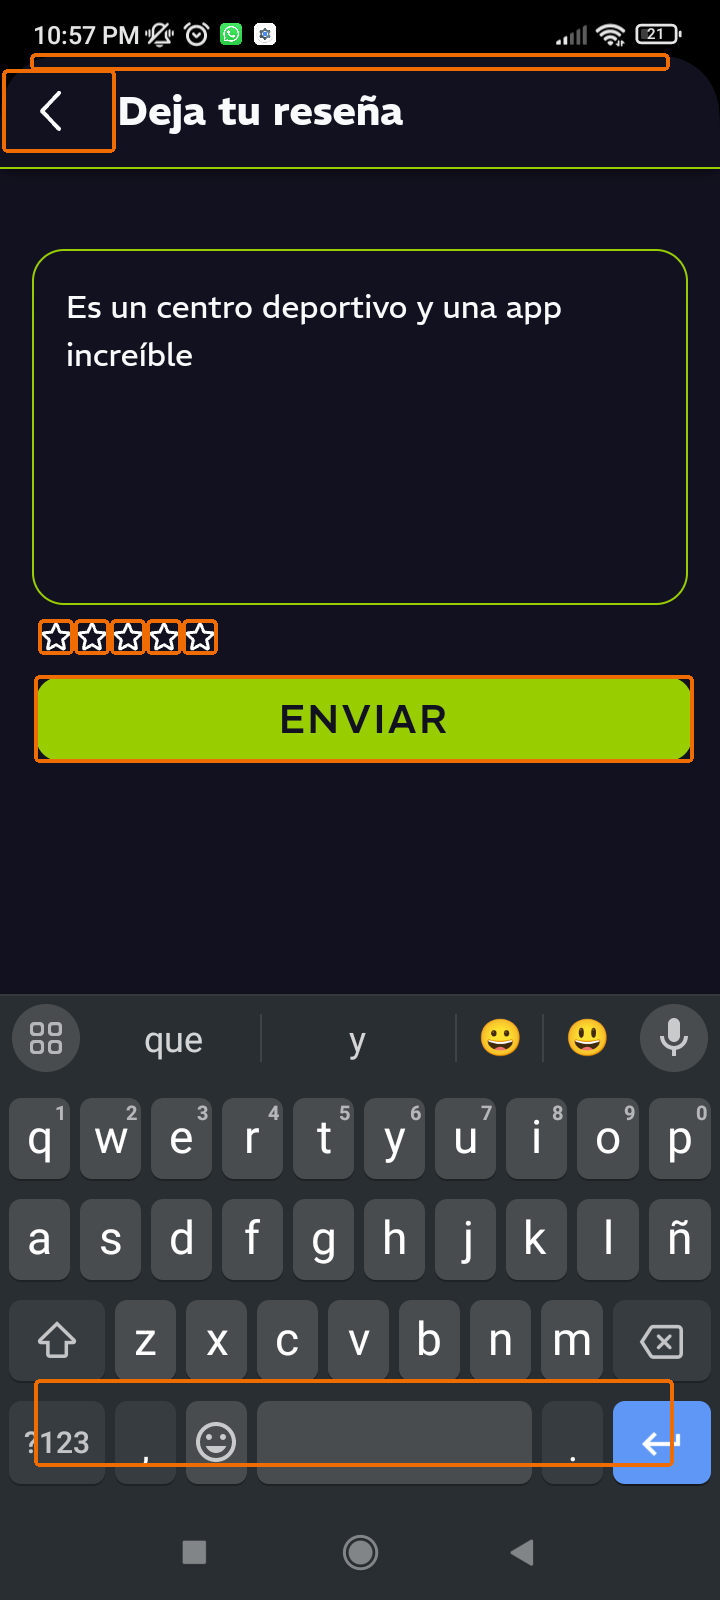 10:57 PM
21
Deja tu reseña
Es un centro deportivo y una app
increíble
ENVIAR
que y
1 2 3 4 5 6 7 8 9 0
q w e r t y u i o p
a s d f g h j k l ñ
z x c v b n m
?123 , .